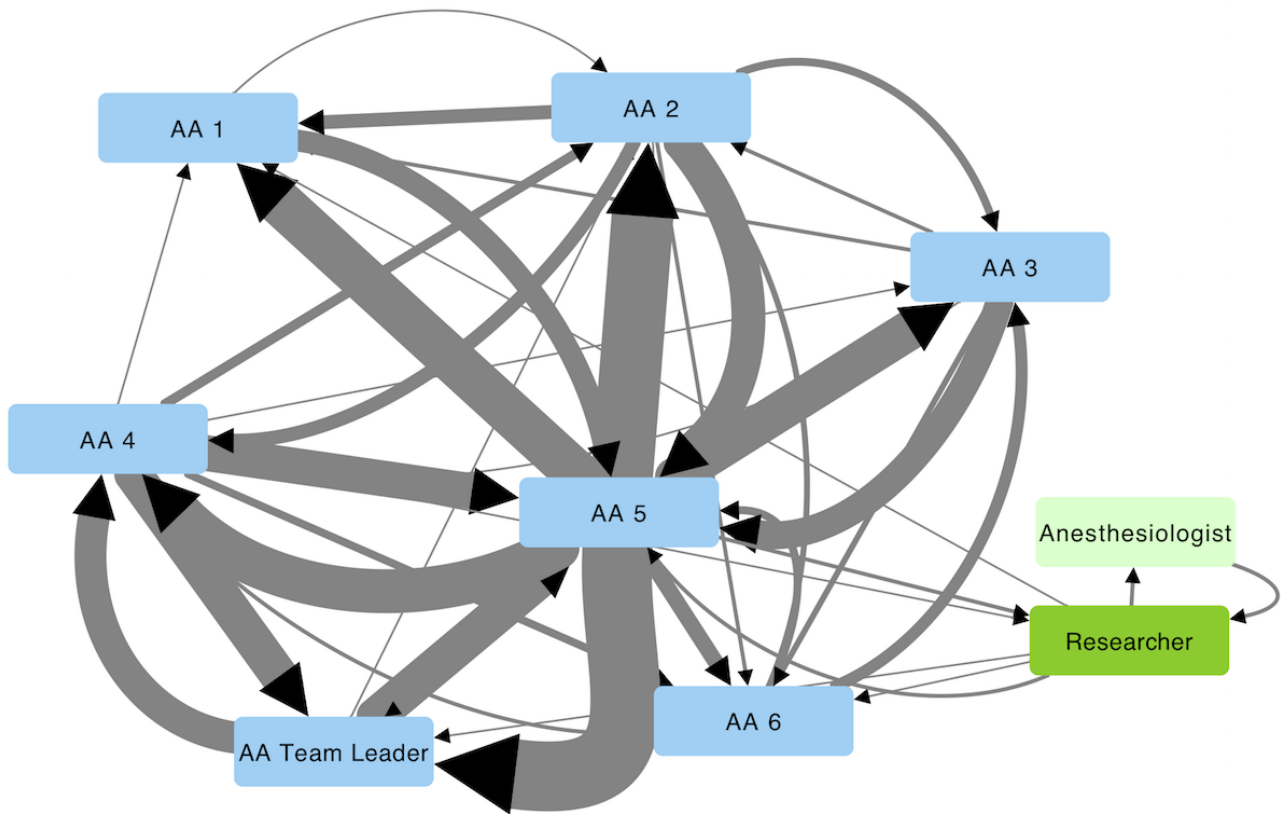 AA 1
AA 2
AA 3
AA 4
AA 5
Anesthesiologist
Researcher
AA 6
AA Team Leader